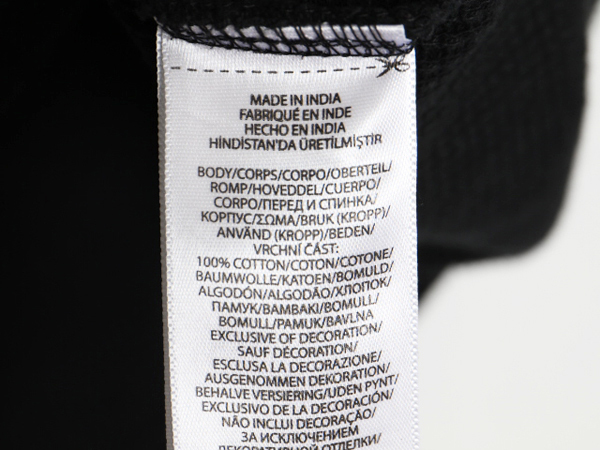 MADE IN INDIA
FABRIQUÉ EN INDE
HECHO EN INDIA
HİNDİSTAN'DA ÜRETİLMİŞTİR
BODY/CORPS/CORPO/OBERTEIL/
ROMP/HOVEDDEL/CUERPO/
CORPO/ПЕРЕД И СПИНКА/
КОРПУС/ΣΩΜΑ/BRUK (KROPP)/
ANVÄND (KROPP)/BEDEN/
VRCHNÍ ČÁST:
100% COTTON/COTON/COTONE/
BAUMWOLLE/KATOEN/BOMULD/
ALGODÓN/ALGODÃO/ХЛОПОК/
ПАМУК/ΒΑΜΒΑΚΙ/BOMULL/
BOMULL/PAMUK/BAVLNA
EXCLUSIVE OF DECORATION/
SAUF DÉCORATION/
ESCLUSA LA DECORAZIONE/
AUSGENOMMEN DEKORATION/
BEHALVE VERSIERING/UDEN PYNT/
EXCLUSIVO DE LA DECORACIÓN/
NÃO INCLUI DECORAÇÃO/
ЗА ИСКЛЮЧЕНИЕМ
ДЕКОРАТИВНОЙ ОТДЕЛКИ/